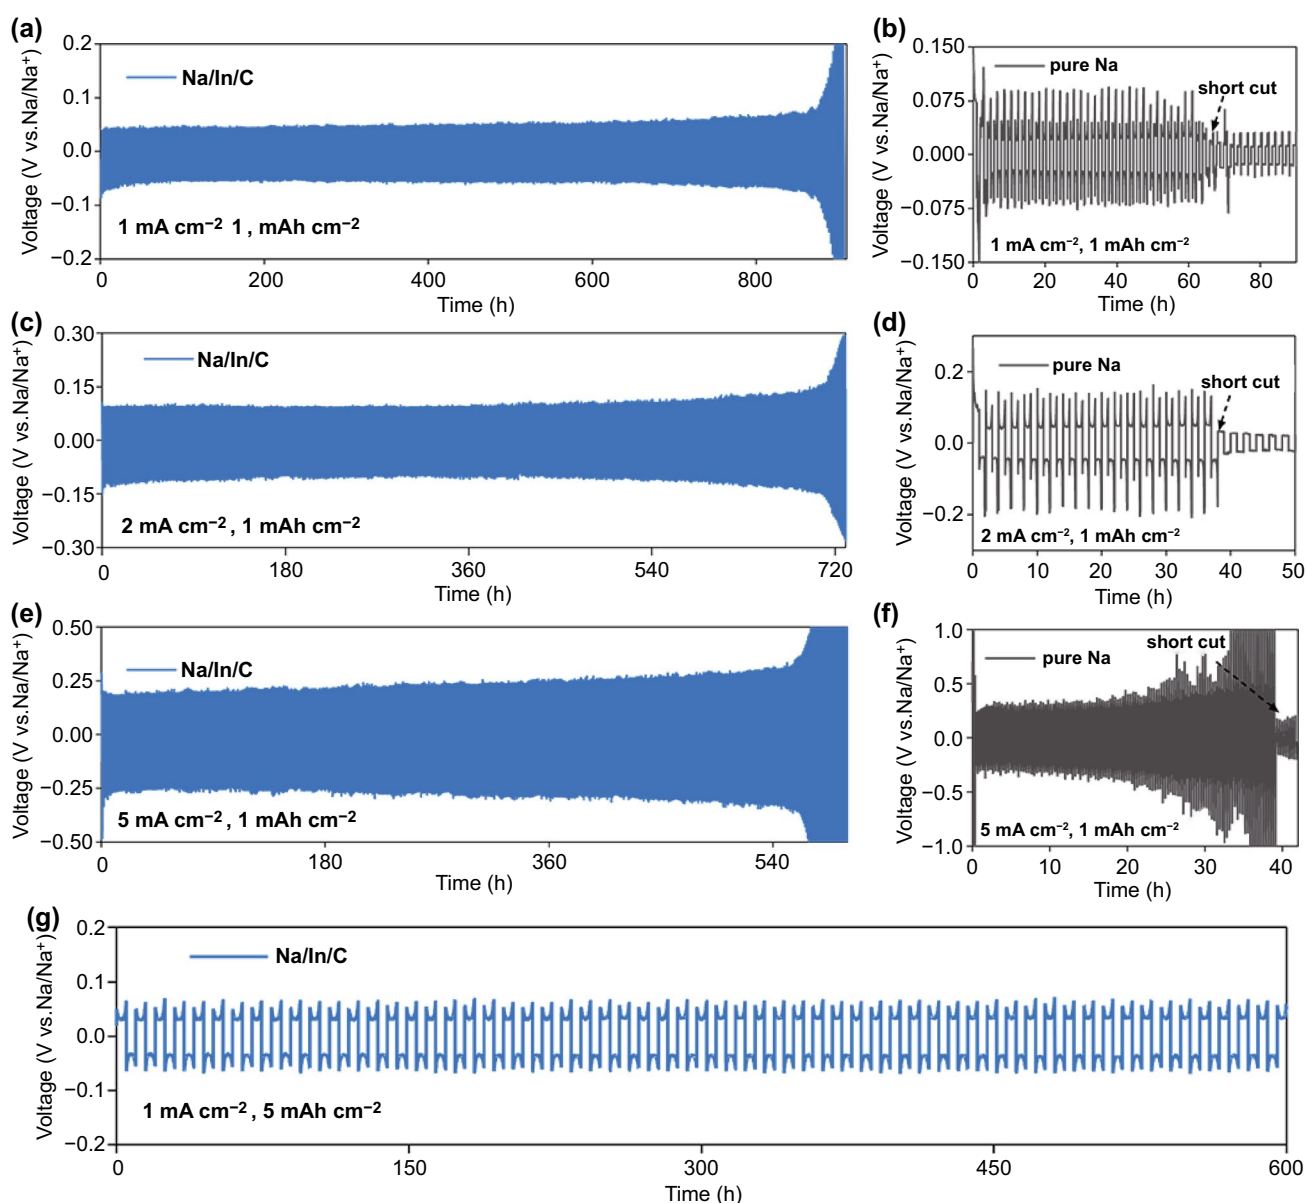 (a)
0.2
0.1
0.0
−0.1
−0.2
Voltage (V vs.Na/Na⁺)
Na/In/C
1 mA cm⁻² 1 , mAh cm⁻²
0 200 400 600 800
Time (h)
(b)
0.150
0.075
0.000
−0.075
−0.150
Voltage (V vs.Na/Na⁺)
pure Na
short cut
1 mA cm⁻², 1 mAh cm⁻²
0 20 40 60 80
Time (h)
(c)
0.30
0.15
0.00
−0.15
−0.30
Voltage (V vs.Na/Na⁺)
Na/In/C
2 mA cm⁻² , 1 mAh cm⁻²
0 180 360 540 720
Time (h)
(d)
0.2
0.0
−0.2
Voltage (V vs.Na/Na⁺)
pure Na
short cut
2 mA cm⁻², 1 mAh cm⁻²
0 10 20 30 40 50
Time (h)
(e)
0.50
0.25
0.00
−0.25
−0.50
Voltage (V vs.Na/Na⁺)
Na/In/C
5 mA cm⁻² , 1 mAh cm⁻²
0 180 360 540
Time (h)
(f)
1.0
0.5
0.0
−0.5
−1.0
Voltage (V vs.Na/Na⁺)
pure Na
short cut
5 mA cm⁻², 1 mAh cm⁻²
0 10 20 30 40
Time (h)
(g)
0.2
0.1
0.0
−0.1
−0.2
Voltage (V vs.Na/Na⁺)
Na/In/C
1 mA cm⁻² , 5 mAh cm⁻²
0 150 300 450 600
Time (h)